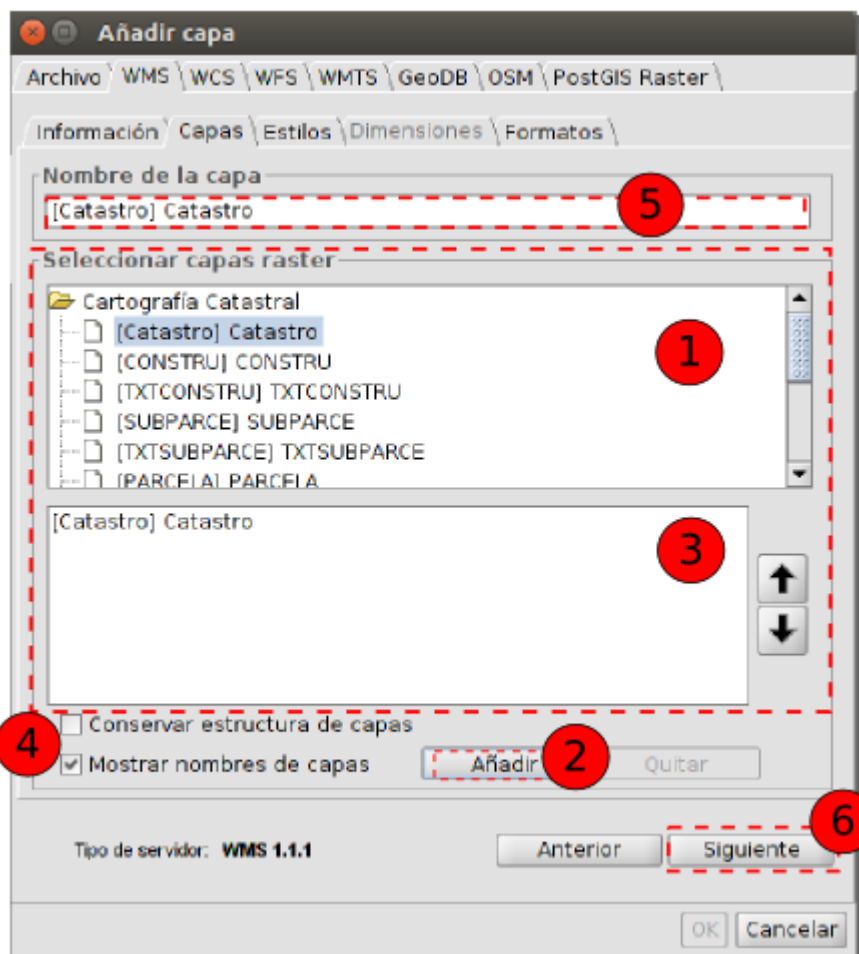 Añadir capa
Archivo WMS WCS WFS WMTS GeoDB OSM PostGIS Raster
Información Capas Estilos Dimensiones Formatos
Nombre de la capa
[Catastro] Catastro
5
Seleccionar capas raster
Cartografía Catastral
[Catastro] Catastro
1
[CONSTRU] CONSTRU
[TXTCONSTRU] TXTCONSTRU
[SUBPARCE] SUBPARCE
[TXTSUBPARCE] TXTSUBPARCE
[PARCELA] PARCELA
[Catastro] Catastro
3
Conservar estructura de capas
4
Mostrar nombres de capas
Añadir
2
Quitar
6
Tipo de servidor: WMS 1.1.1
Anterior
Siguiente
OK
Cancelar